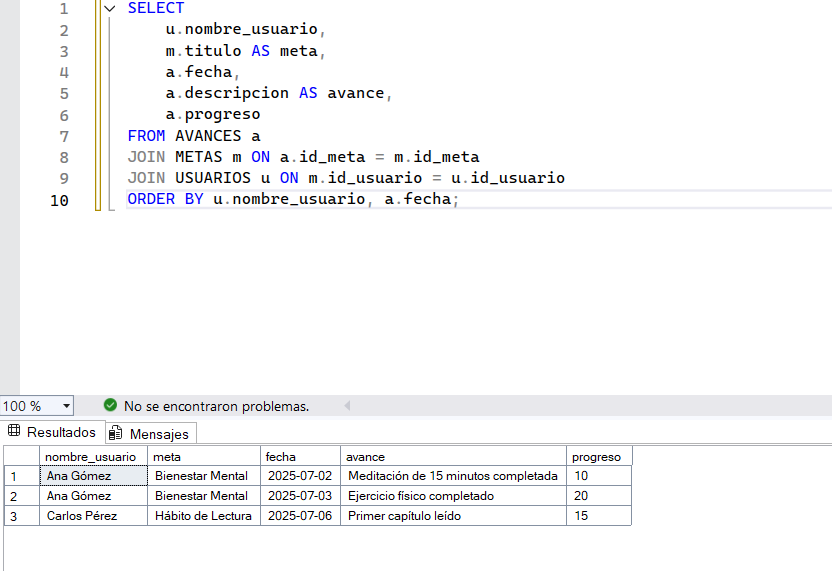 1 SELECT
2 u.nombre_usuario,
3 m.titulo AS meta,
4 a.fecha,
5 a.descripcion AS avance,
6 a.progreso
7 FROM AVANCES a
8 JOIN METAS m ON a.id_meta = m.id_meta
9 JOIN USUARIOS u ON m.id_usuario = u.id_usuario
10 ORDER BY u.nombre_usuario, a.fecha;
100 % No se encontraron problemas.
Resultados Mensajes
nombre_usuario meta fecha avance progreso
1 Ana Gómez Bienestar Mental 2025-07-02 Meditación de 15 minutos completada 10
2 Ana Gómez Bienestar Mental 2025-07-03 Ejercicio físico completado 20
3 Carlos Pérez Hábito de Lectura 2025-07-06 Primer capítulo leído 15